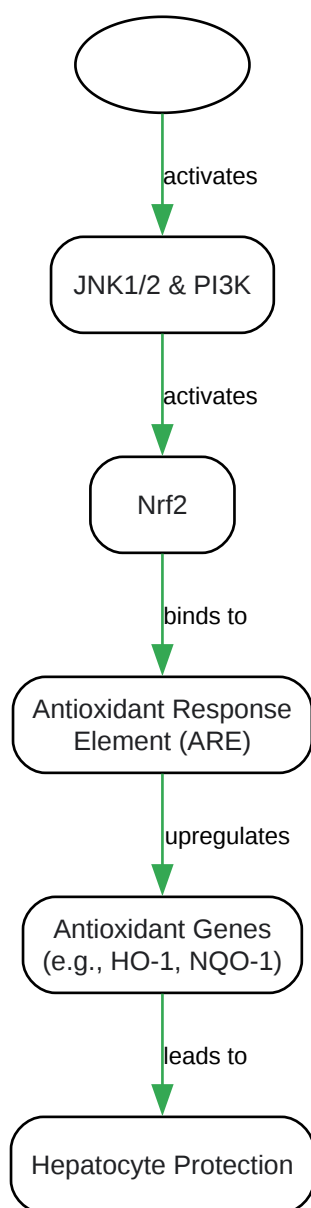 activates
JNK1/2 & PI3K
activates
Nrf2
binds to
Antioxidant Response
Element (ARE)
upregulates
Antioxidant Genes
(e.g., HO-1, NQO-1)
leads to
Hepatocyte Protection